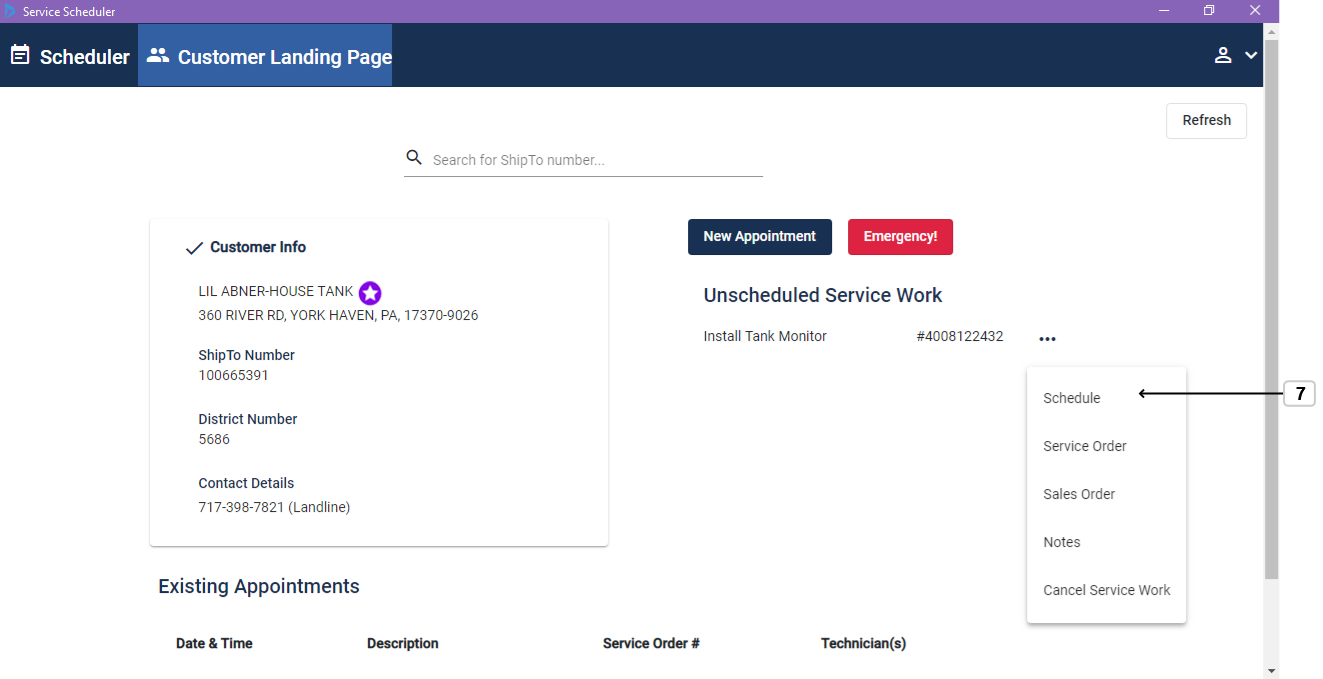 Service Scheduler
Scheduler
Customer Landing Page
Refresh
Search for ShipTo number...
Customer Info
LIL ABNER-HOUSE TANK
360 RIVER RD, YORK HAVEN, PA, 17370-9026
ShipTo Number
100665391
District Number
5686
Contact Details
717-398-7821 (Landline)
New Appointment
Emergency!
Unscheduled Service Work
Install Tank Monitor #4008122432
Schedule
Service Order
Sales Order
Notes
Cancel Service Work
7
Existing Appointments
Date & Time Description Service Order # Technician(s)